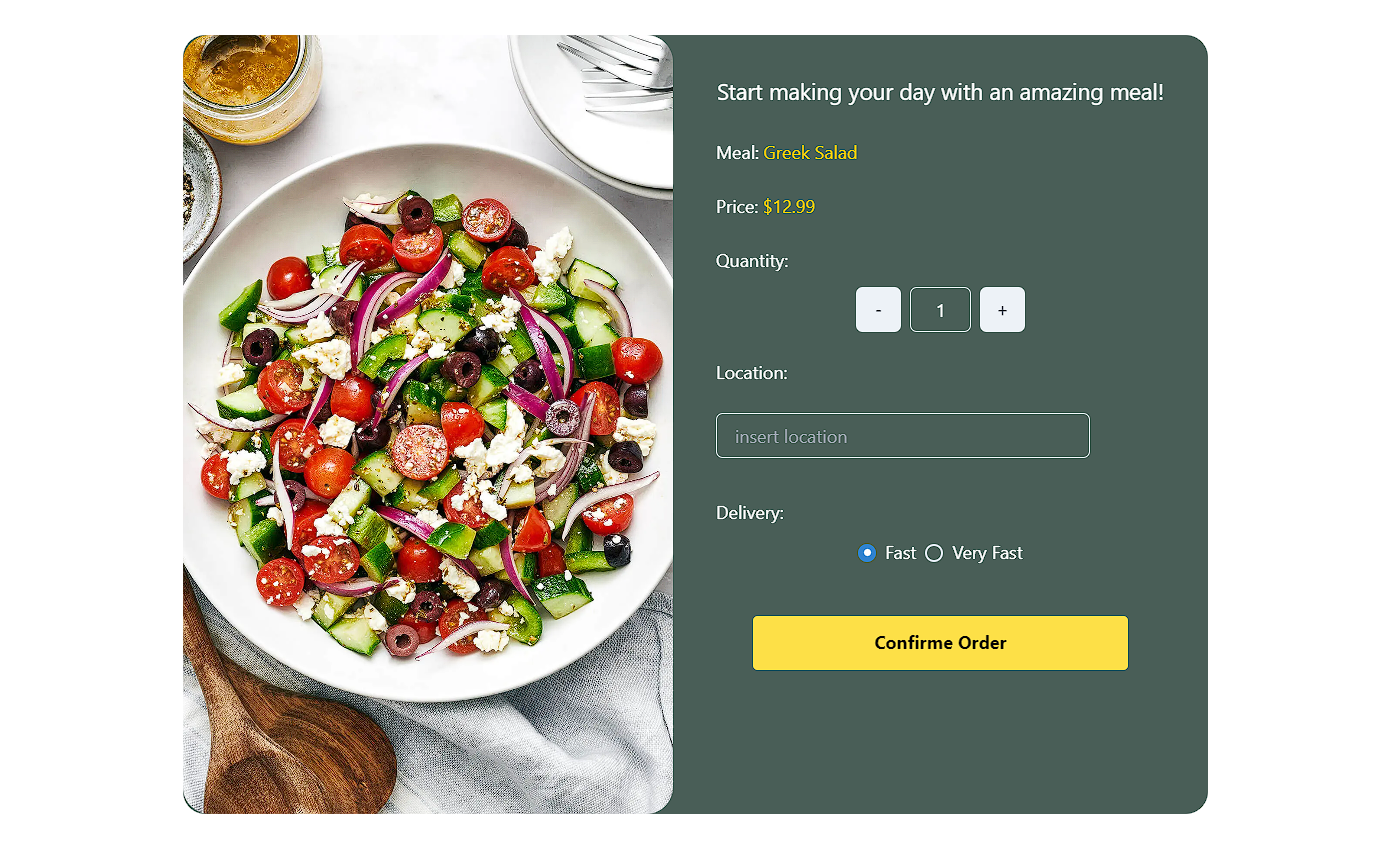 Start making your day with an amazing meal!
Meal: Greek Salad
Price: $12.99
Quantity:
- 1 +
Location:
insert location
Delivery:
Fast Very Fast
Confirme Order